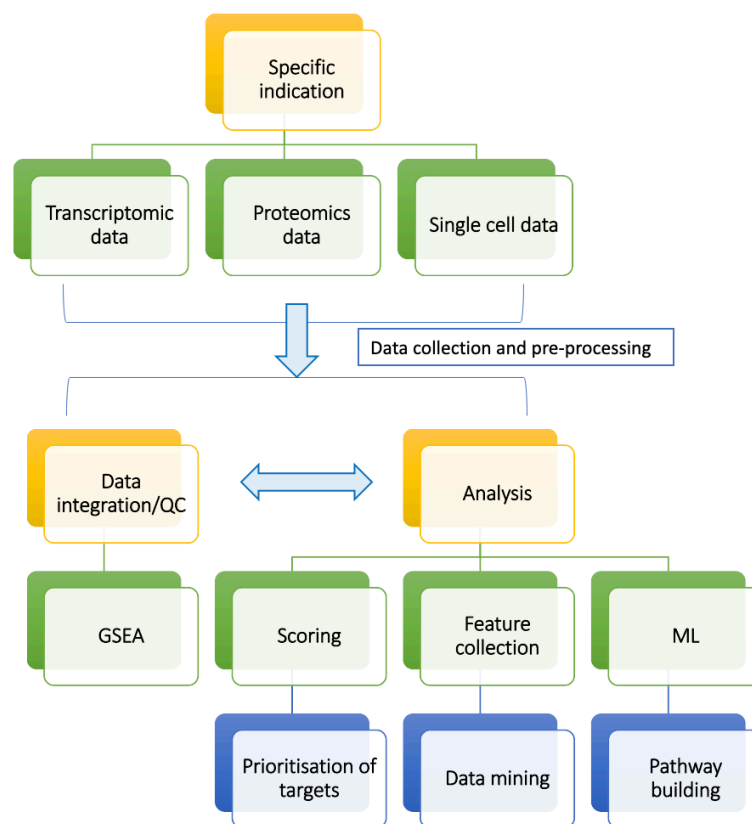 Specific
indication
Transcriptomic
data
Proteomics
data
Single cell data
Data collection and pre-processing
Data
integration/QC
Analysis
GSEA
Scoring
Feature
collection
ML
Prioritisation of
targets
Data mining
Pathway
building